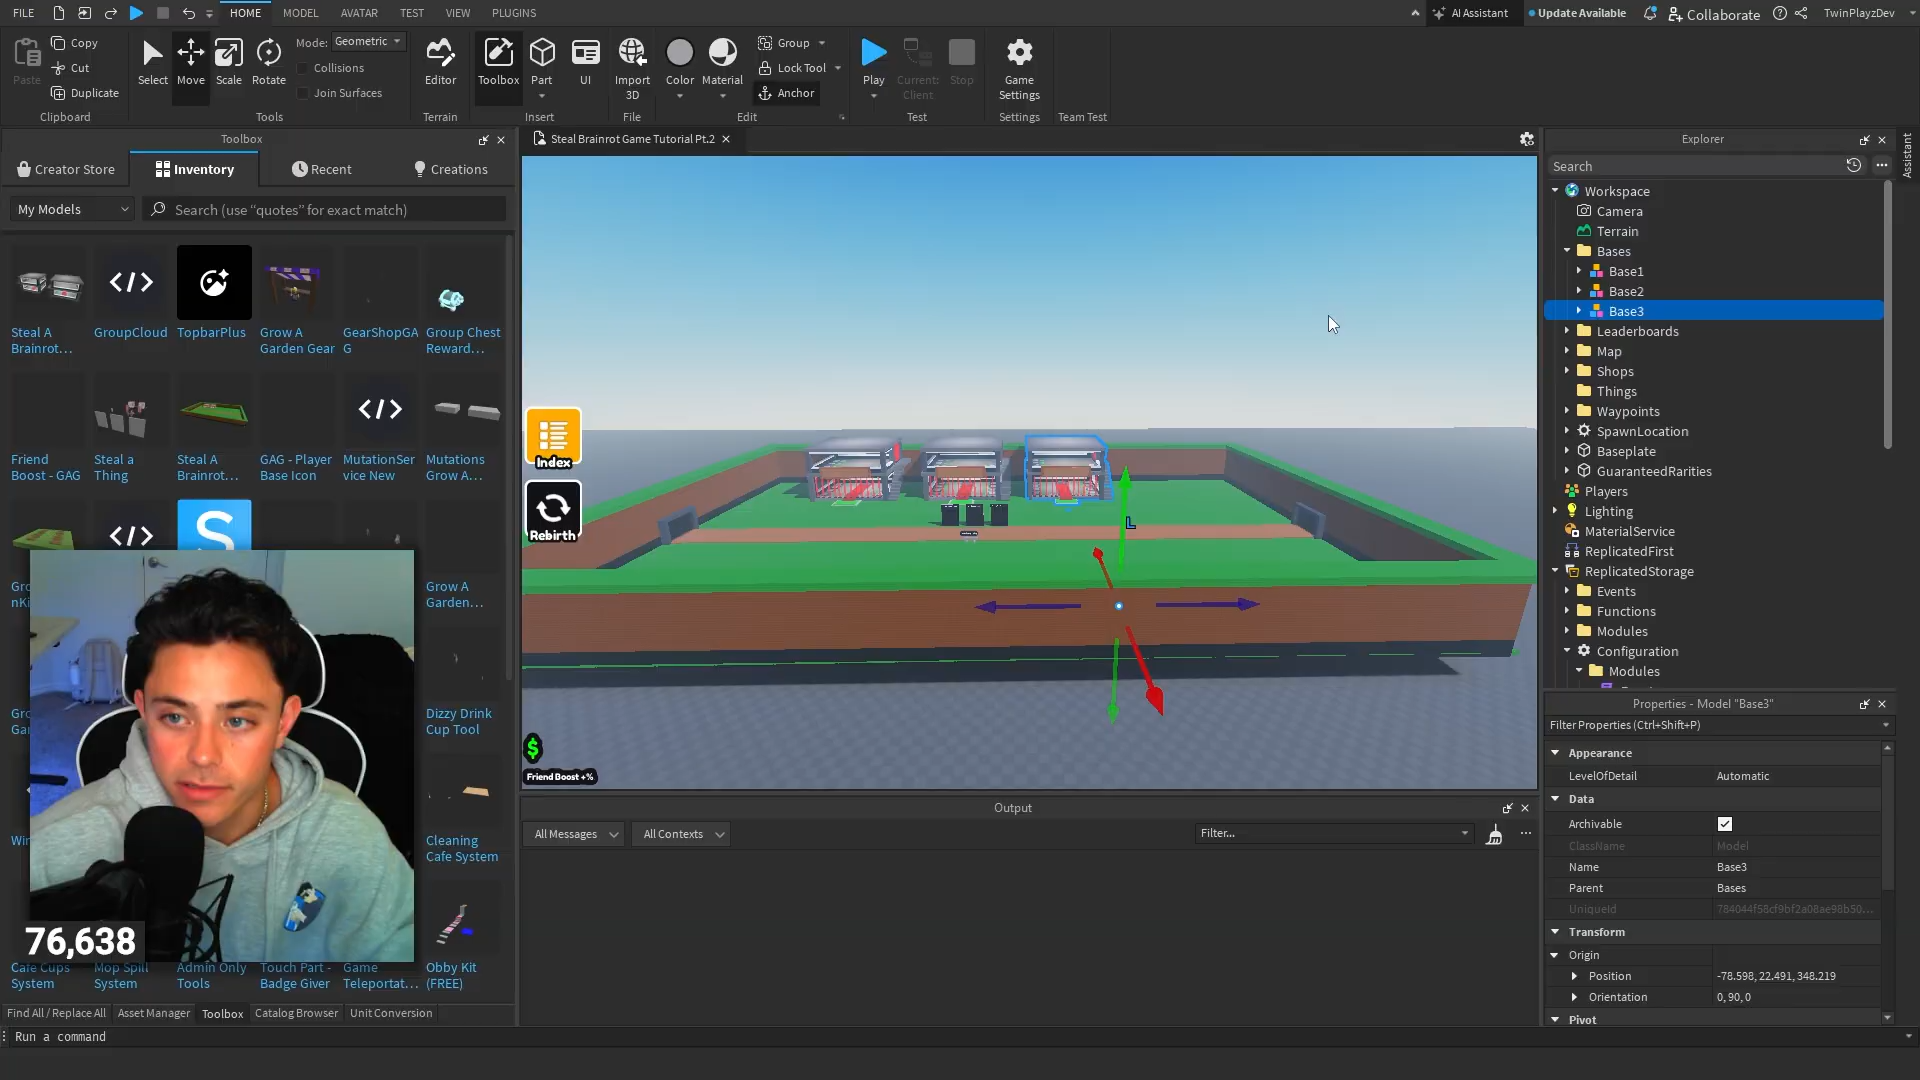 FILE
HOME
MODEL
AVATAR
TEST
VIEW
PLUGINS
AI Assistant
Update Available
Collaborate
TwinPlayzDev
Paste
Copy
Cut
Duplicate
Clipboard
Select
Move
Scale
Rotate
Mode: Geometric
Collisions
Join Surfaces
Tools
Editor
Terrain
Toolbox
Part
UI
Insert
Import
3D
File
Color
Material
Group
Lock Tool
Anchor
Edit
Play
Current:
Client
Stop
Test
Game
Settings
Settings
Team Test
Toolbox
Creator Store
Inventory
Recent
Creations
My Models
Search (use “quotes” for exact match)
Steal A
Brainrot...
GroupCloud
TopbarPlus
Grow A
Garden Gear
GearShopGA
G
Group Chest
Reward...
Friend
Boost - GAG
Steal a
Thing
Steal A
Brainrot...
GAG - Player
Base Icon
MutationSer
vice New
Mutations
Grow A...
Grow A
Garden...
Dizzy Drink
Cup Tool
Cleaning
Cafe System
76,638
Cafe Cups
System
Mop Spill
System
Admin Only
Tools
Touch Part -
Badge Giver
Game
Teleportat...
Obby Kit
(FREE)
Find All / Replace All
Asset Manager
Toolbox
Catalog Browser
Unit Conversion
Run a command
Steal Brainrot Game Tutorial Pt.2
Index
Rebirth
L
$
Friend Boost +%
Output
All Messages
All Contexts
Filter...
Explorer
Assistant
Search
Workspace
Camera
Terrain
Bases
Base1
Base2
Base3
Leaderboards
Map
Shops
Things
Waypoints
SpawnLocation
Baseplate
GuaranteedRarities
Players
Lighting
MaterialService
ReplicatedFirst
ReplicatedStorage
Events
Functions
Modules
Configuration
Modules
Properties - Model "Base3"
Filter Properties (Ctrl+Shift+P)
Appearance
LevelOfDetail Automatic
Data
Archivable
ClassName Model
Name Base3
Parent Bases
UniqueId 784044f58cf9bf2a08ae98b50...
Transform
Origin
Position -78.598, 22.491, 348.219
Orientation 0, 90, 0
Pivot